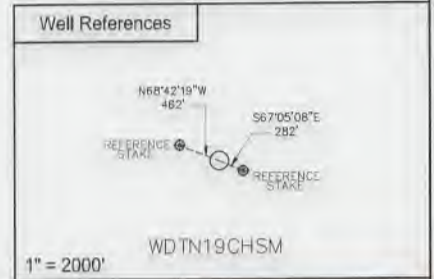 Well References
N68°42'19"W
462'
S67°05'08"E
282'
REFERENCE
STAKE
REFERENCE
STAKE
WDTN19CHSM
1" = 2000'